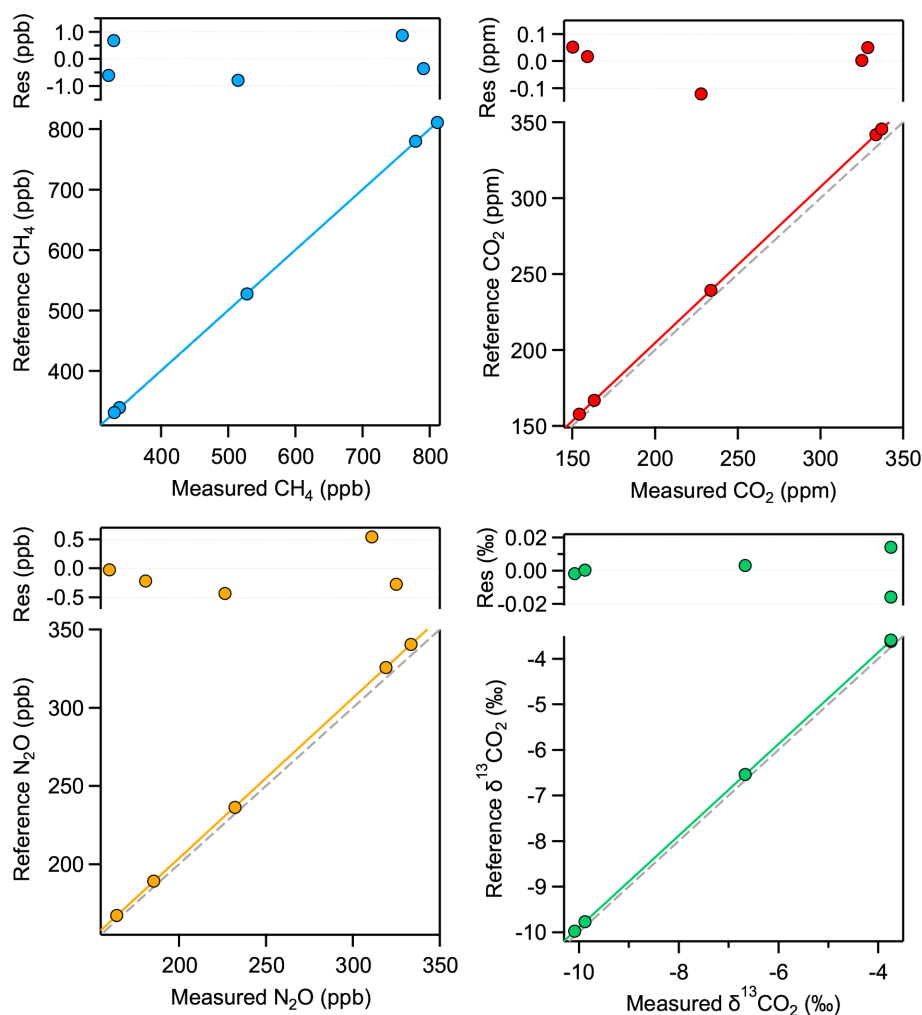 Res (ppb)
1.0
0.0
-1.0
Reference CH4 (ppb)
800
700
600
500
400
400 500 600 700 800
Measured CH4 (ppb)
Res (ppm)
0.1
0.0
-0.1
Reference CO2 (ppm)
350
300
250
200
150
150 200 250 300 350
Measured CO2 (ppm)
Res (ppb)
0.5
0.0
-0.5
Reference N2O (ppb)
350
300
250
200
200 250 300 350
Measured N2O (ppb)
Res (‰)
0.02
0.00
-0.02
Reference δ13CO2 (‰)
-4
-5
-6
-7
-8
-9
-10
-10 -8 -6 -4
Measured δ13CO2 (‰)